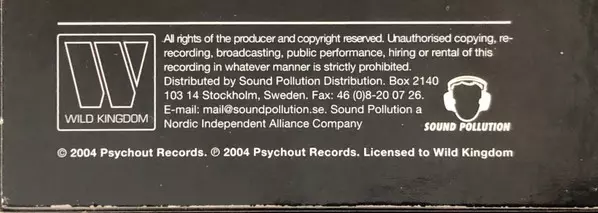 All rights of the producer and copyright reserved. Unauthorised copying, re-
recording, broadcasting, public performance, hiring or rental of this
recording in whatever manner is strictly prohibited.
Distributed by Sound Pollution Distribution. Box 2140
103 14 Stockholm, Sweden. Fax: 46 (0)8-20 07 26.
E-mail: mail@soundpollution.se. Sound Pollution a
Nordic Independent Alliance Company
WILD KINGDOM
SOUND POLLUTION
© 2004 Psychout Records. ℗ 2004 Psychout Records. Licensed to Wild Kingdom